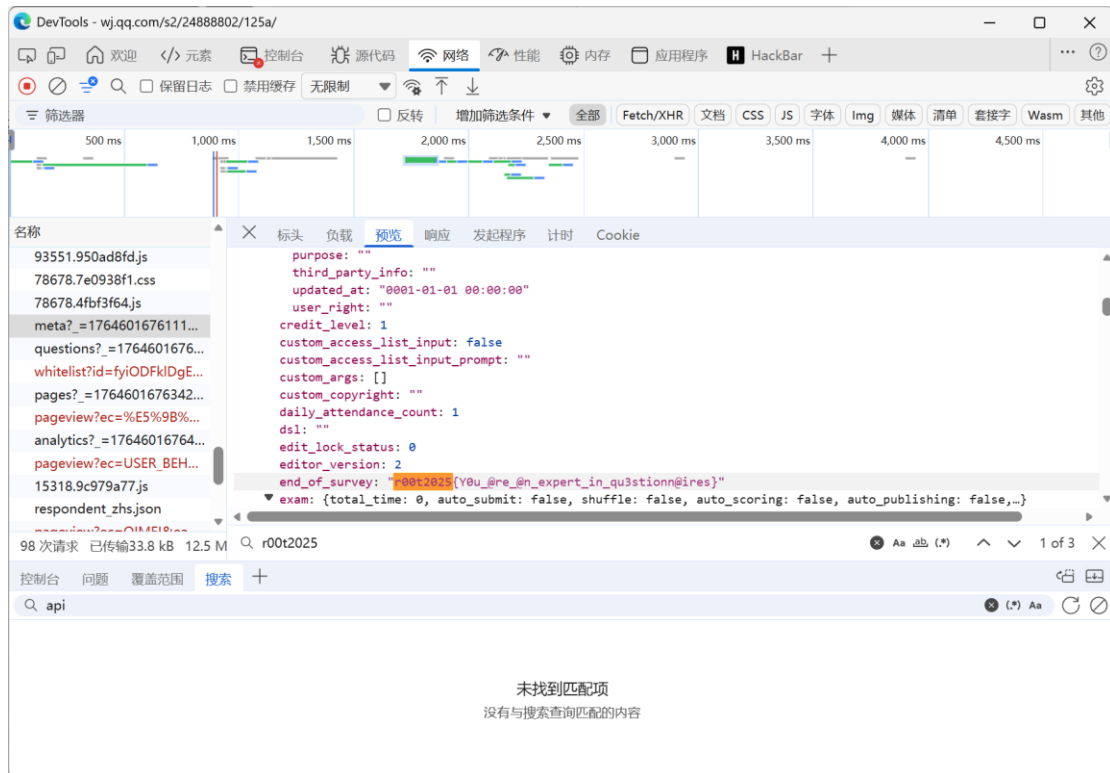 DevTools - wj.qq.com/s2/24888802/125a/
欢迎 </> 元素 控制台 源代码 网络 性能 内存 应用程序 H HackBar
保留日志 禁用缓存 无限制
筛选器 反转 增加筛选条件 全部 Fetch/XHR 文档 CSS JS 字体 Img 媒体 清单 套接字 Wasm 其他
500 ms 1,000 ms 1,500 ms 2,000 ms 2,500 ms 3,000 ms 3,500 ms 4,000 ms 4,500 ms
名称
93551.950ad8fd.js
78678.7e0938f1.css
78678.4fbf3f64.js
meta?_=1764601676111...
questions?_=1764601676...
whitelist?id=fyiODFklDgE...
pages?_=1764601676342...
pageview?ec=%E5%9B%...
analytics?_=17646016764...
pageview?ec=USER_BEH...
15318.9c979a77.js
respondent_zhs.json
98 次请求 已传输33.8 kB 12.5 M
标头 负载 预览 响应 发起程序 计时 Cookie
purpose: ""
third_party_info: ""
updated_at: "0001-01-01 00:00:00"
user_right: ""
credit_level: 1
custom_access_list_input: false
custom_access_list_input_prompt: ""
custom_args: []
custom_copyright: ""
daily_attendance_count: 1
dsl: ""
edit_lock_status: 0
editor_version: 2
end_of_survey: "r00t2025{Y0u_@re_@n_expert_in_qu3stionn@ires}"
exam: {total_time: 0, auto_submit: false, shuffle: false, auto_scoring: false, auto_publishing: false,…}
r00t2025 Aa ab (.*) 1 of 3
控制台 问题 覆盖范围 搜索
api (.*) Aa
未找到匹配项
没有与搜索查询匹配的内容